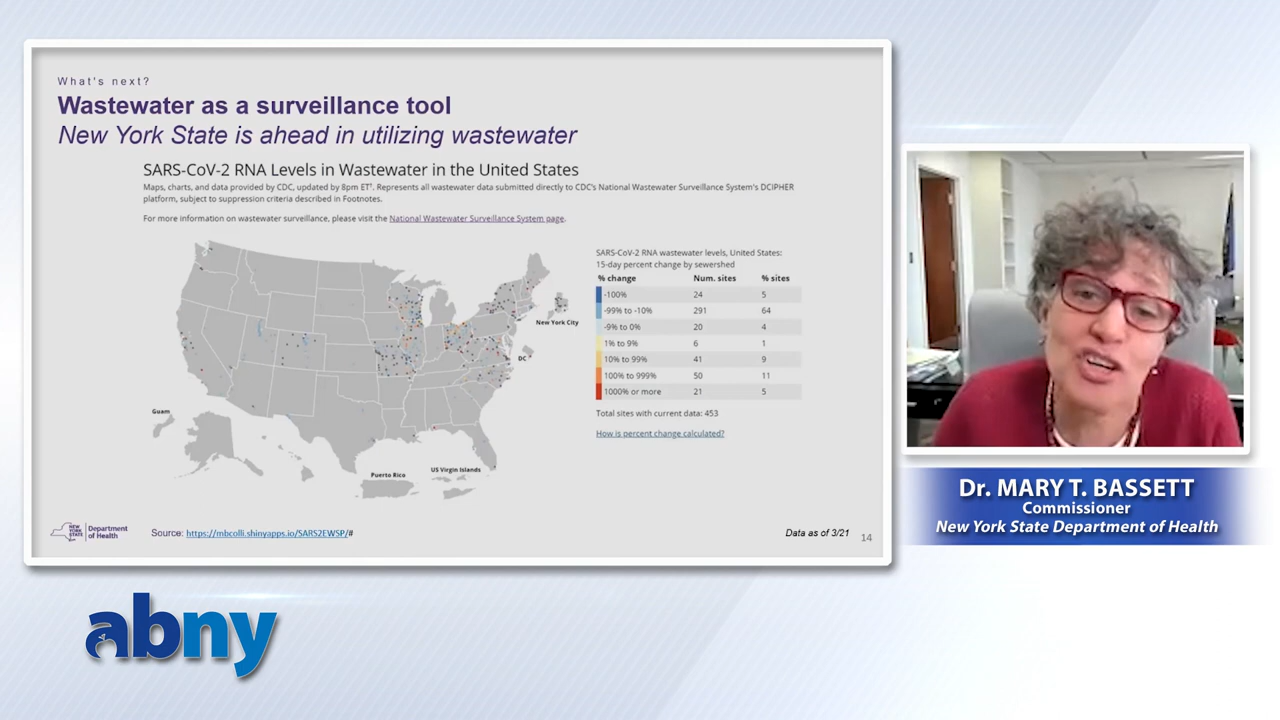 What's next?
Wastewater as a surveillance tool
New York State is ahead in utilizing wastewater
SARS-CoV-2 RNA Levels in Wastewater in the United States
Maps, charts, and data provided by CDC, updated by 8pm ET†. Represents all wastewater data submitted directly to CDC's National Wastewater Surveillance System's DCIPHER
platform, subject to suppression criteria described in Footnotes.
For more information on wastewater surveillance, please visit the National Wastewater Surveillance System page.
New York City
DC
Guam
Puerto Rico
US Virgin Islands
SARS-CoV-2 RNA wastewater levels, United States:
15-day percent change by sewershed
% change Num. sites % sites
-100% 24 5
-99% to -10% 291 64
-9% to 0% 20 4
1% to 9% 6 1
10% to 99% 41 9
100% to 999% 50 11
1000% or more 21 5
Total sites with current data: 453
How is percent change calculated?
NEW YORK STATE
Department
of Health
Source: https://mbcolli.shinyapps.io/SARS2EWSP/#
Data as of 3/21
14
Dr. MARY T. BASSETT
Commissioner
New York State Department of Health
abny